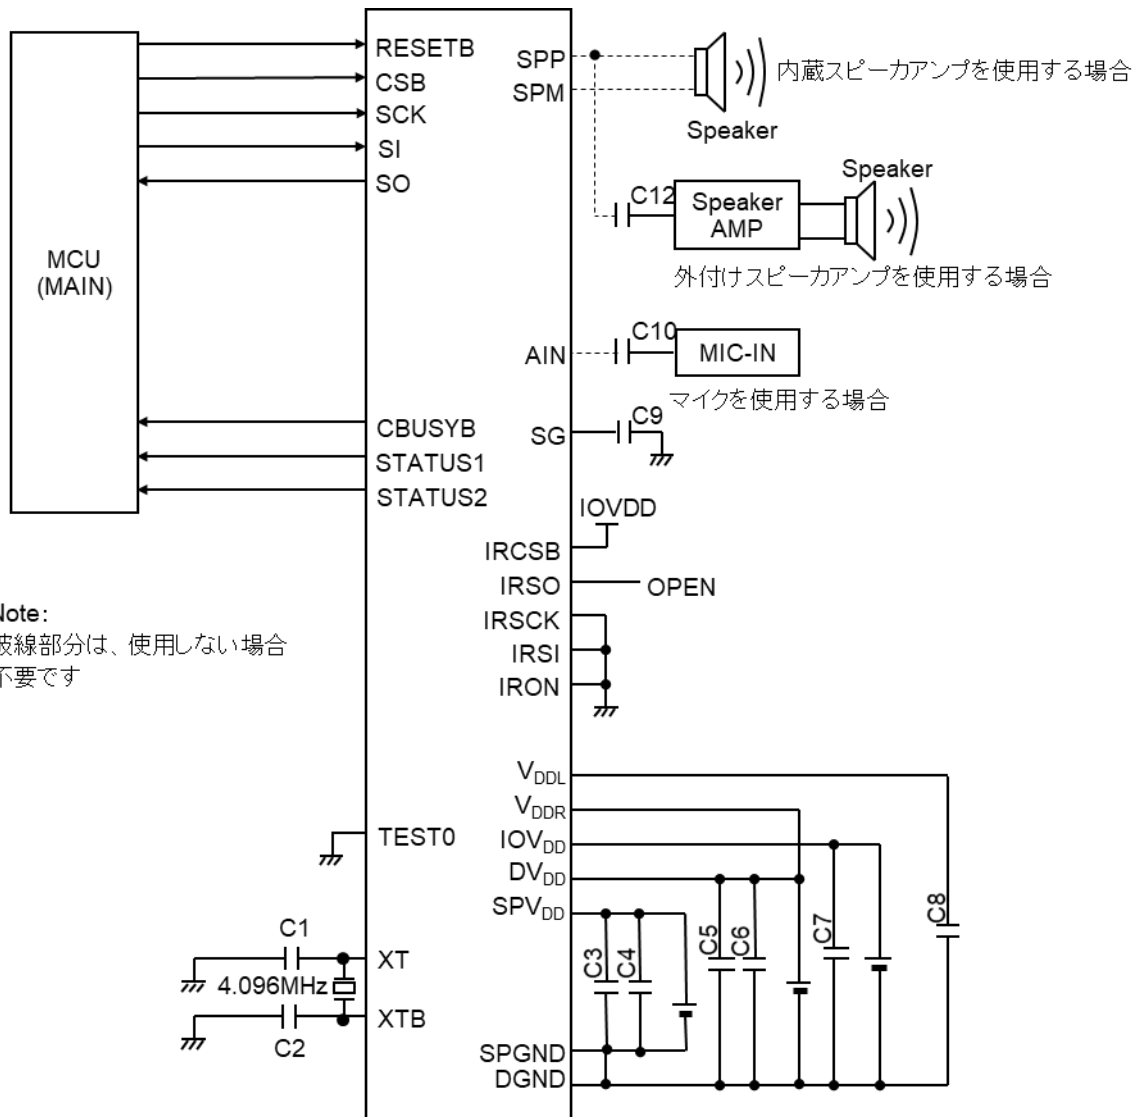 MCU
(MAIN)
RESETB
CSB
SCK
SI
SO
CBUSYB
STATUS1
STATUS2
TEST0
XT
XTB
C1
4.096MHz
C2
SPP
SPM
Speaker
内蔵スピーカアンプを使用する場合
C12
Speaker
AMP
Speaker
外付けスピーカアンプを使用する場合
AIN
C10
MIC-IN
マイクを使用する場合
SG
C9
IOVDD
IRCSB
IRSO
OPEN
IRSCK
IRSI
IRON
VDDL
VDDR
IOVDD
DVDD
SPVDD
C3
C4
C5
C6
C7
C8
SPGND
DGND
Note:
線部分は、使用しない場合
不要です